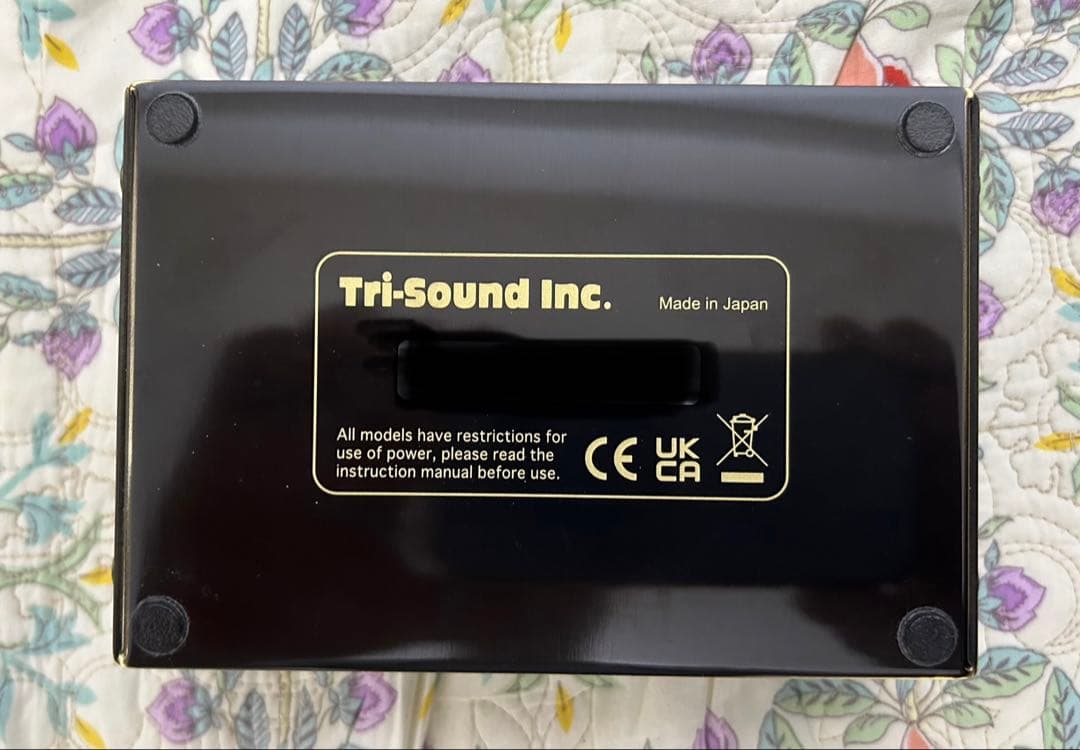 Tri-Sound Inc.
Made in Japan
All models have restrictions for
use of power, please read the
instruction manual before use.
CE
UK
CA